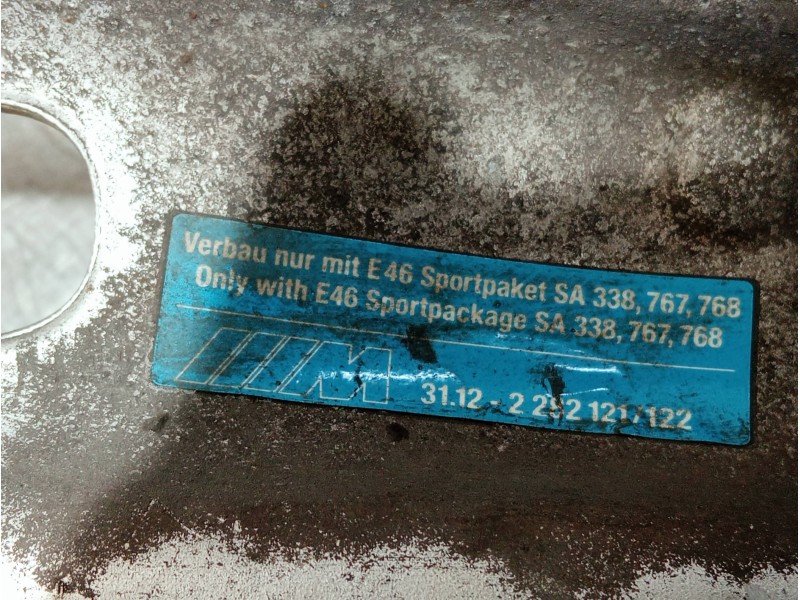 Verbau nur mit E46 Sportpaket SA 338, 767, 768
Only with E46 Sportpackage SA 338, 767, 768
M 31.12 - 2 282 121/122